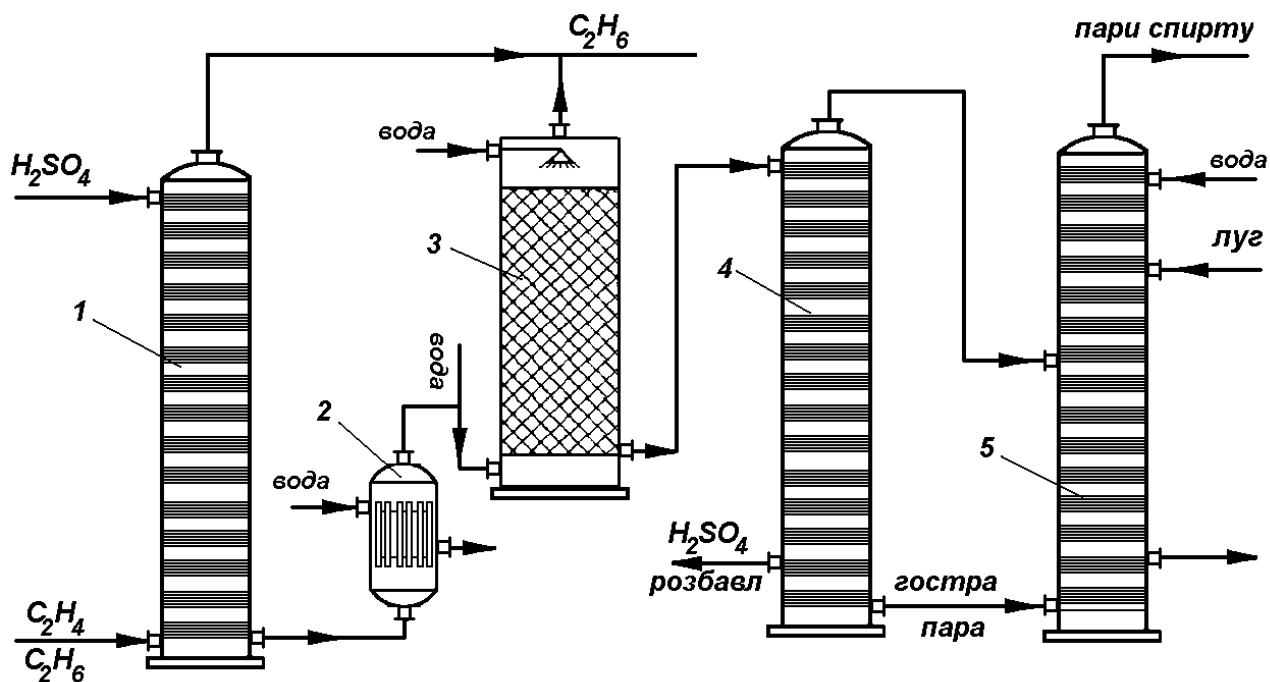 C2H6
пари спирту
вода
H2SO4
вода
луг
3
4
1
вода
2
5
вода
H2SO4
розбавл
гостра
пара
C2H4
C2H6